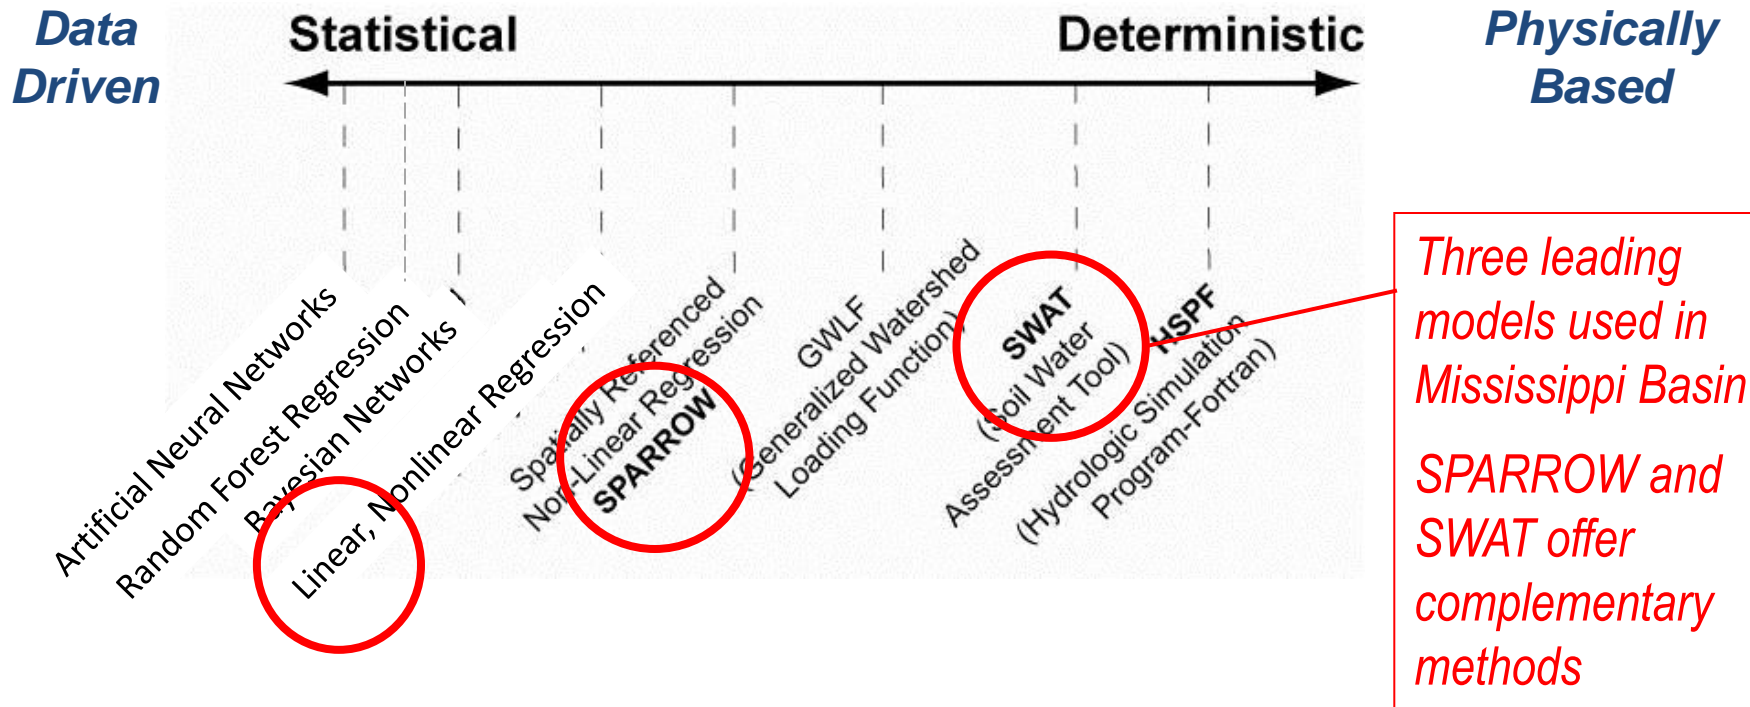 Data
Driven
Statistical
Deterministic
Physically
Based
Artificial Neural Networks
Random Forest Regression
Bayesian Networks
Linear, Nonlinear Regression
Spatially Referenced
Non-Linear Regression
SPARROW
GWLF
(Generalized Watershed
Loading Function)
SWAT
(Soil Water
Assessment Tool)
HSPF
(Hydrologic Simulation
Program-Fortran)
Three leading
models used in
Mississippi Basin
SPARROW and
SWAT offer
complementary
methods